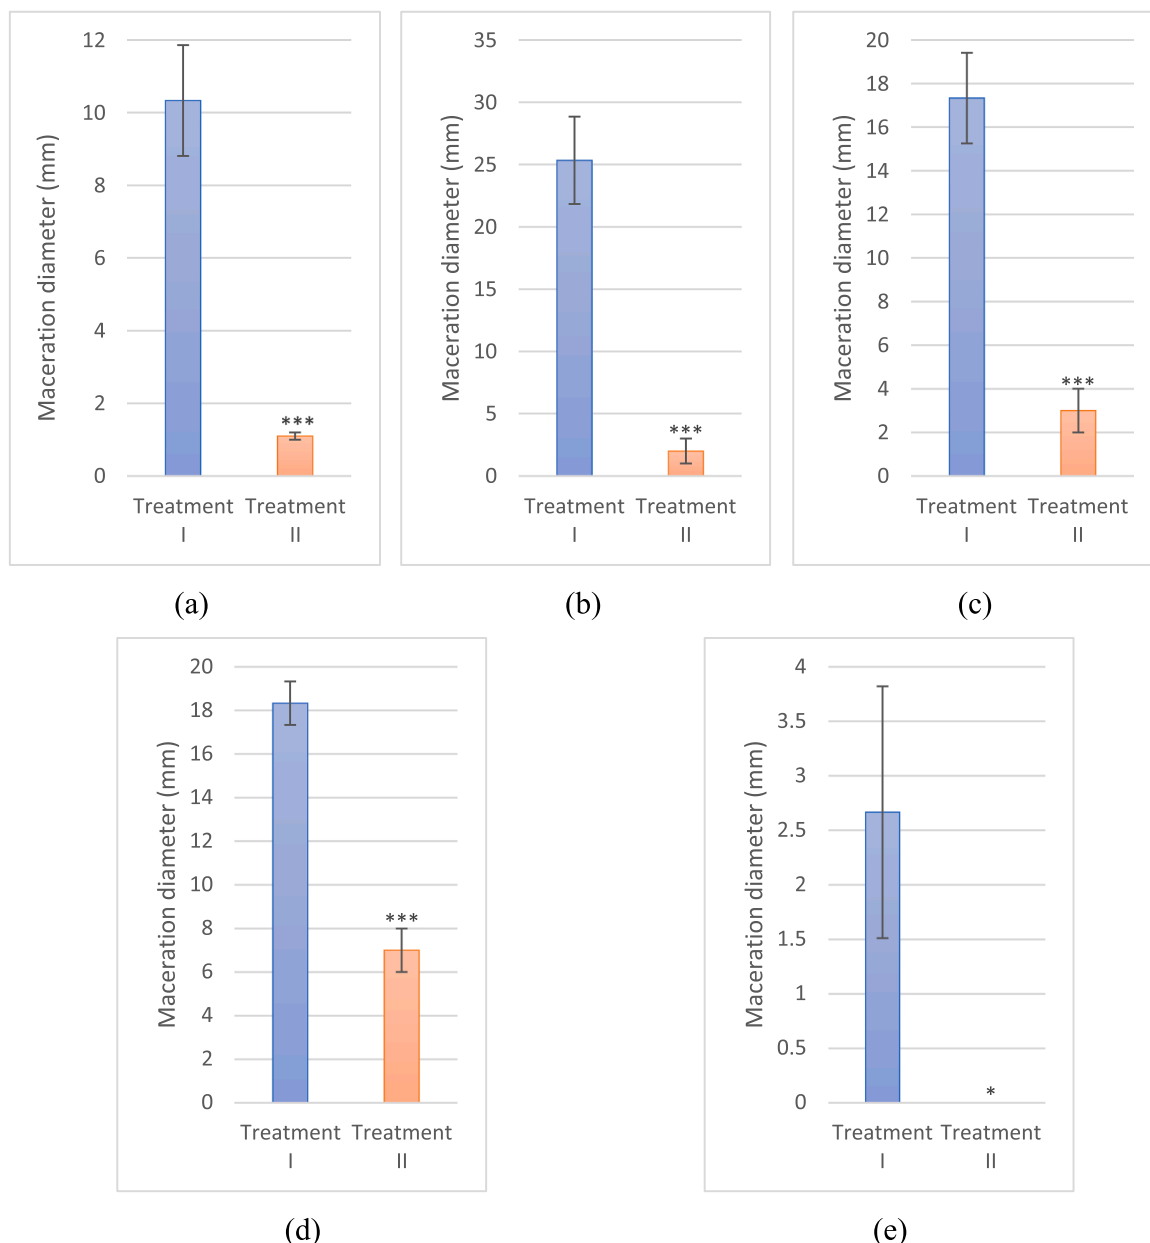 Maceration diameter (mm)
12
10
8
6
4
2
0
***
Treatment Treatment
I II
(a)
Maceration diameter (mm)
35
30
25
20
15
10
5
0
***
Treatment Treatment
I II
(b)
Maceration diameter (mm)
20
18
16
14
12
10
8
6
4
2
0
***
Treatment Treatment
I II
(c)
Maceration diameter (mm)
20
18
16
14
12
10
8
6
4
2
0
***
Treatment Treatment
I II
(d)
Maceration diameter (mm)
4
3.5
3
2.5
2
1.5
1
0.5
0
*
Treatment Treatment
I II
(e)